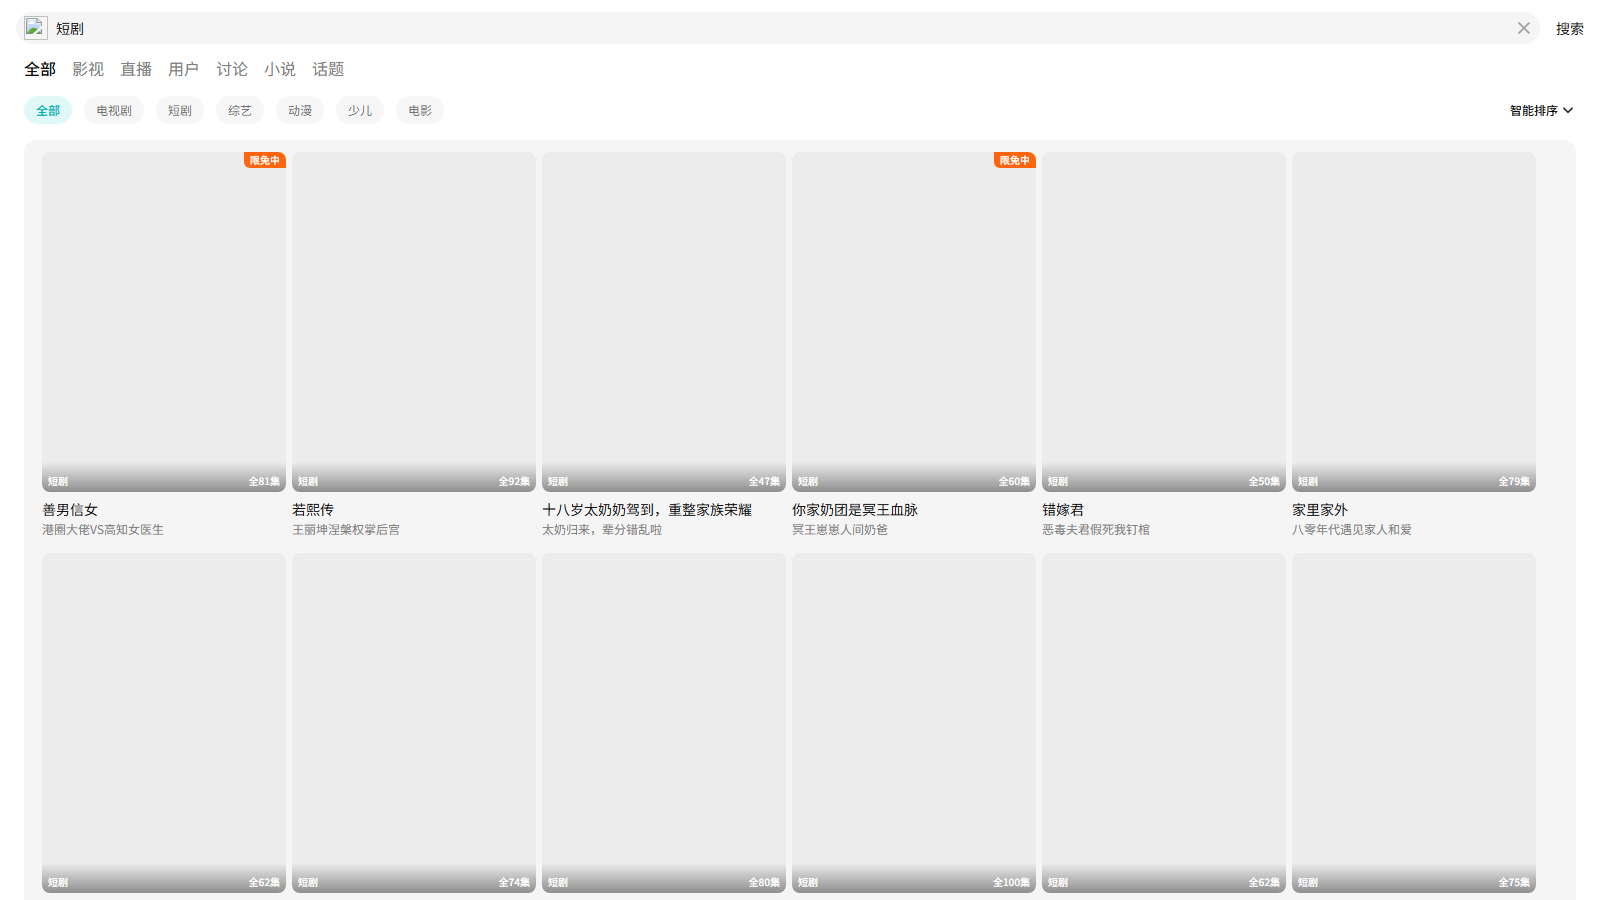 短剧
搜索
全部 影视 直播 用户 讨论 小说 话题
全部 电视剧 短剧 综艺 动漫 少儿 电影 智能排序
限免中 限免中
短剧 全81集 短剧 全92集 短剧 全47集 短剧 全60集 短剧 全50集 短剧 全79集
善男信女 若熙传 十八岁太奶奶驾到，重整家族荣耀 你家奶团是冥王血脉 错嫁君 家里家外
港圈大佬VS高知女医生 王丽坤涅槃权掌后宫 太奶归来，辈分错乱啦 冥王崽崽人间奶爸 恶毒夫君假死我钉棺 八零年代遇见家人和爱
短剧 全62集 短剧 全74集 短剧 全80集 短剧 全100集 短剧 全62集 短剧 全75集